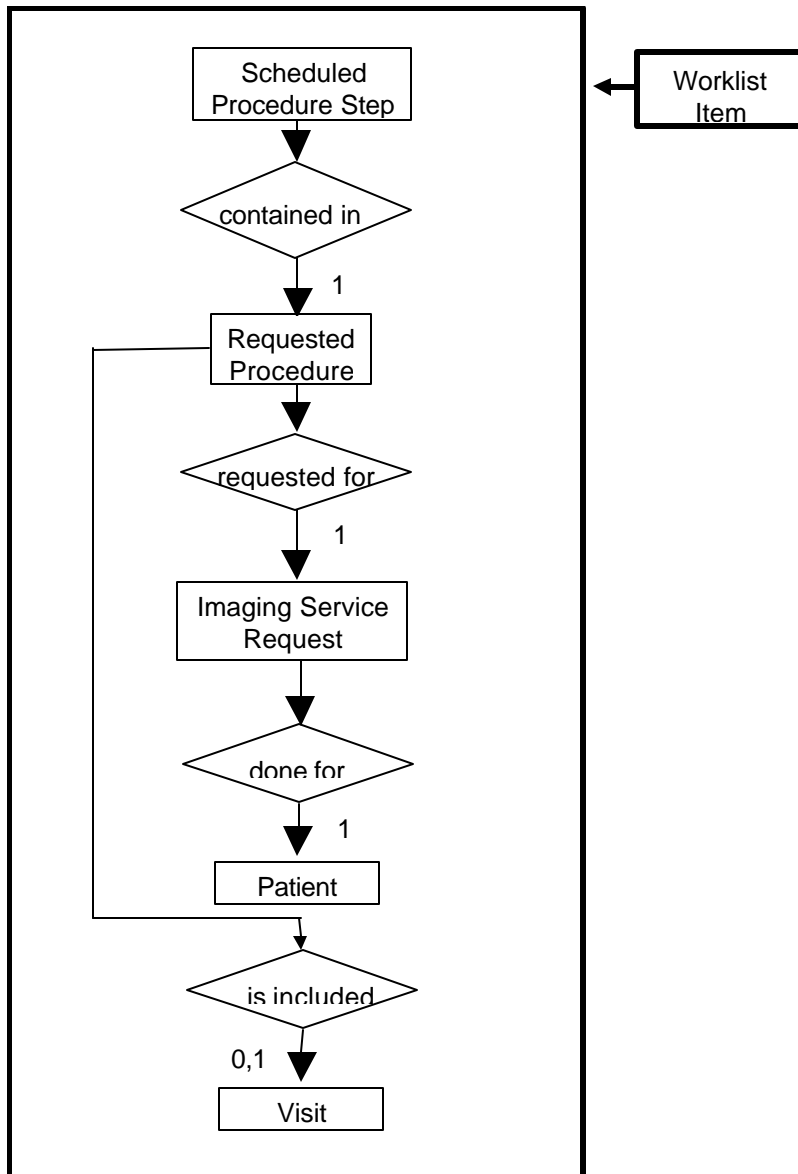 Scheduled
Procedure Step
Worklist
Item
contained in
1
Requested
Procedure
requested for
1
Imaging Service
Request
done for
1
Patient
is included
0,1
Visit